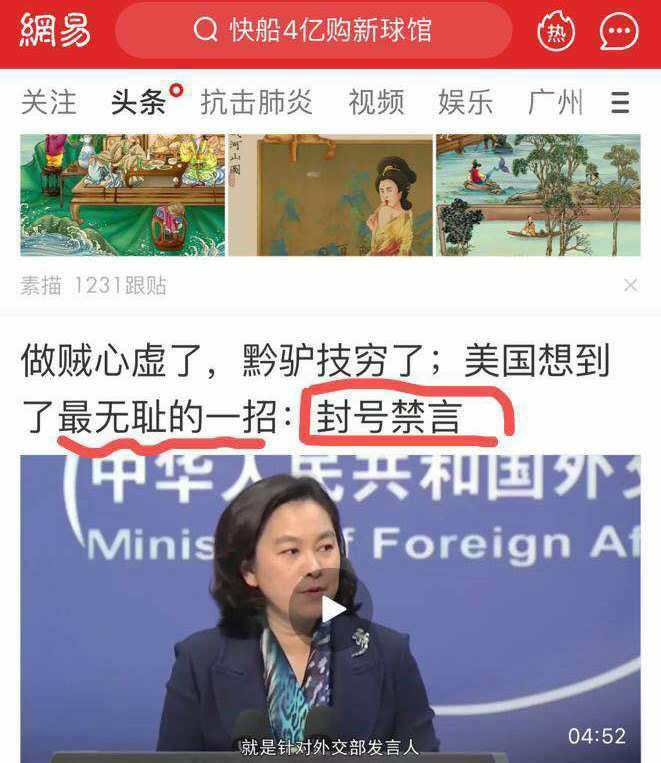 網易
快船4亿购新球馆
热
关注 头条 抗击肺炎 视频 娱乐 广州
河山圖
素描 1231跟贴
做贼心虚了，黔驴技穷了；美国想到
了最无耻的一招：封号禁言
中华人民共和国外交
Minis of Foreign Af
就是针对外交部发言人
04:52